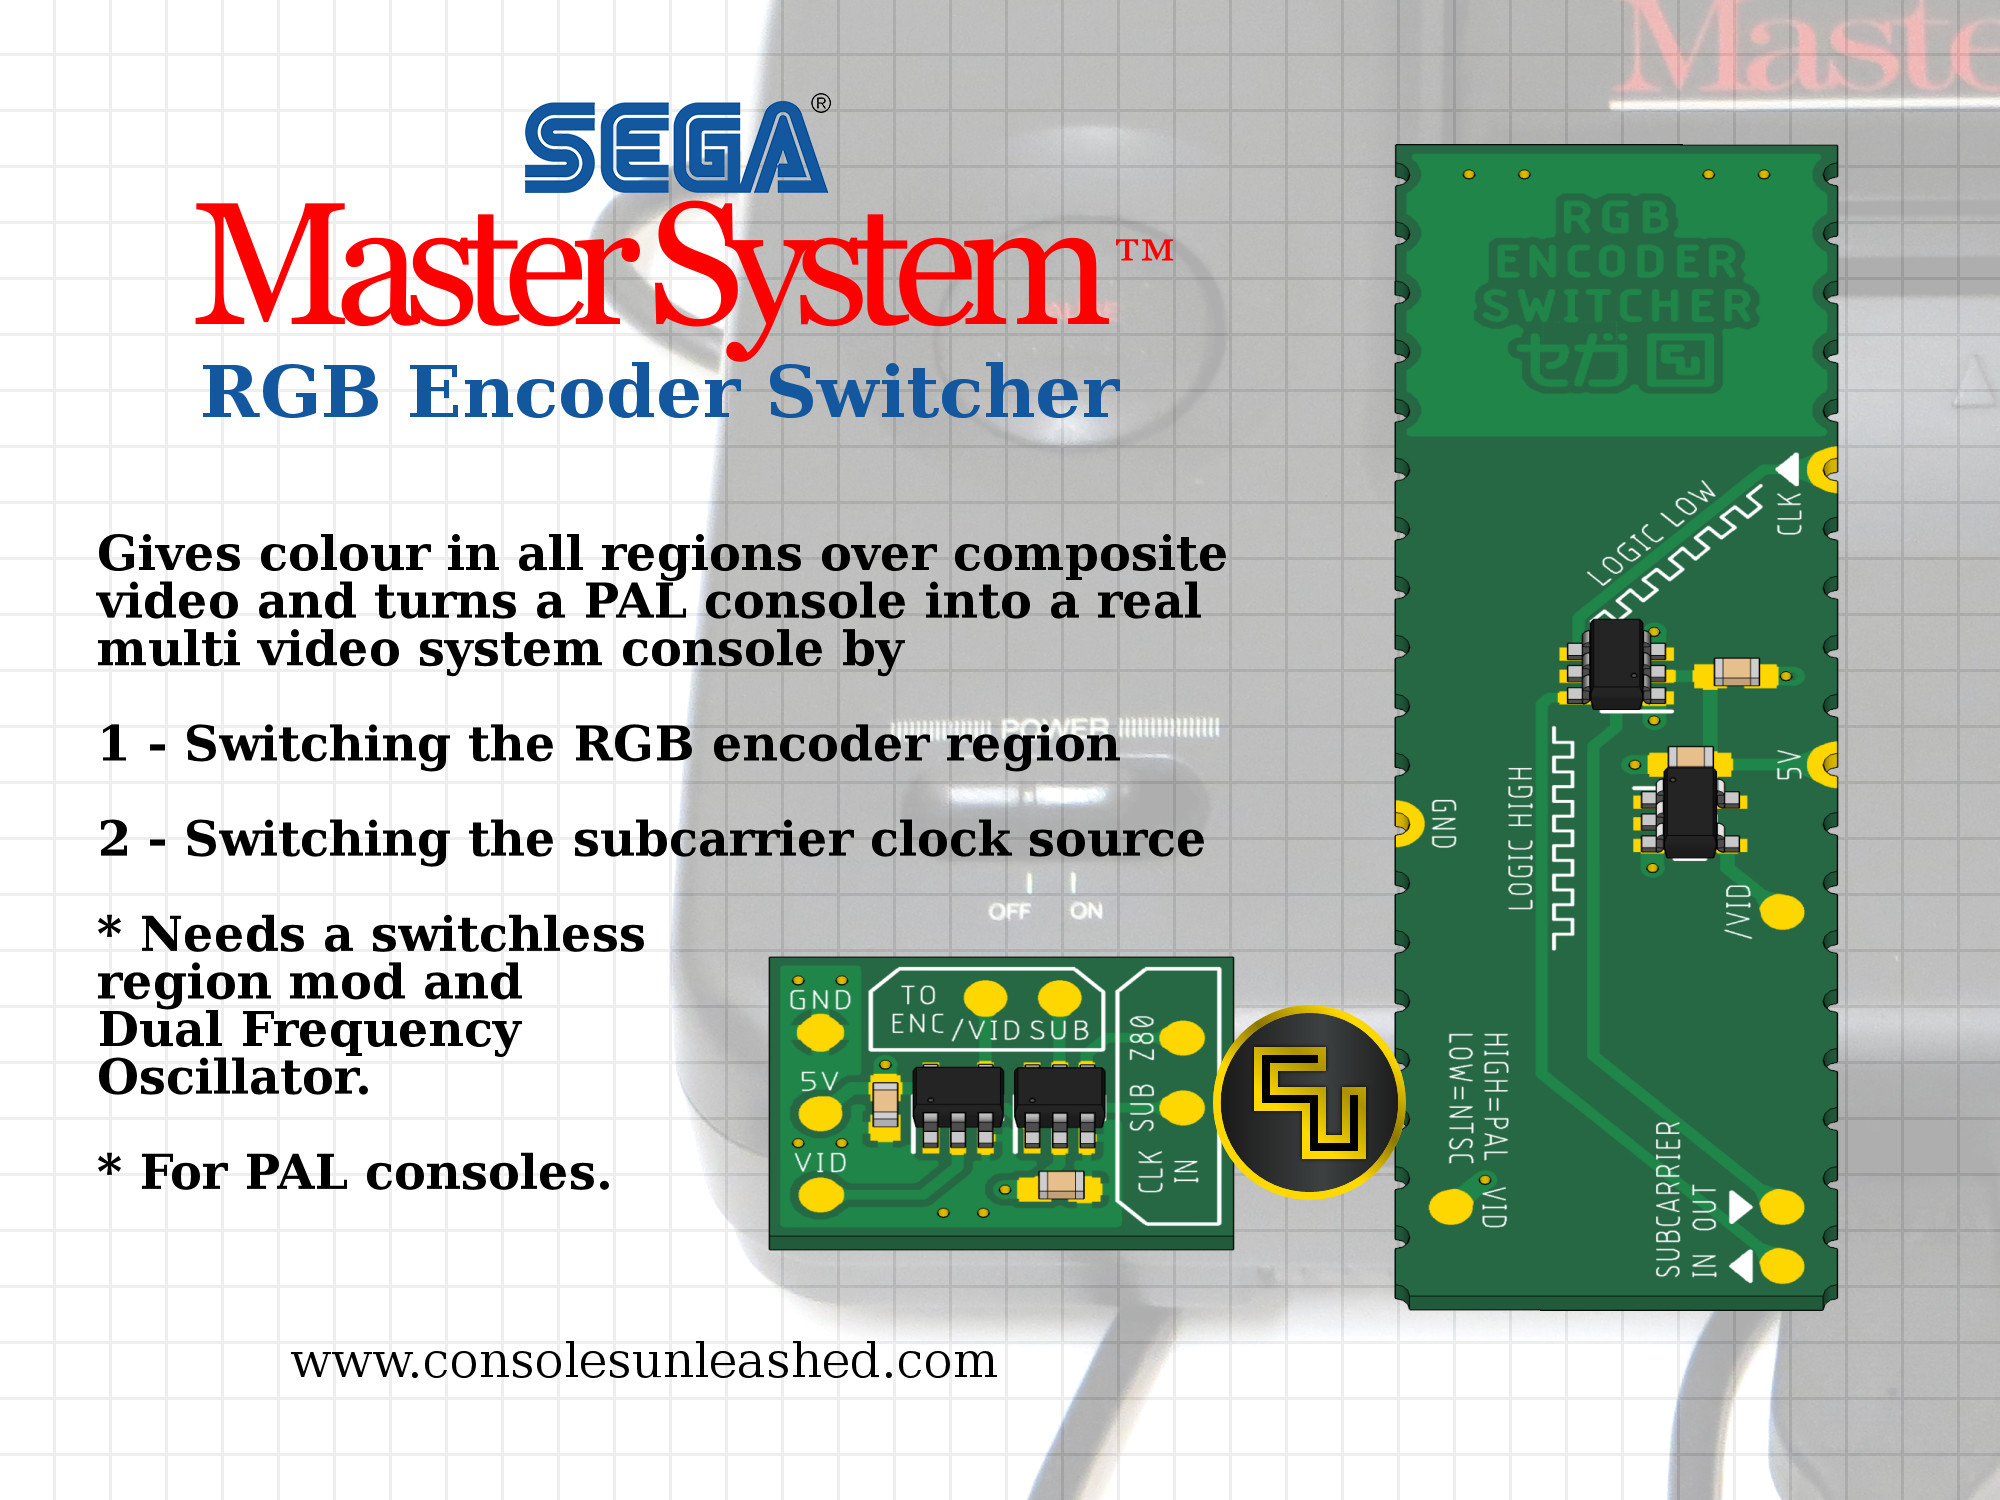 SEGA®
Master System™
RGB Encoder Switcher
Gives colour in all regions over composite
video and turns a PAL console into a real
multi video system console by
1 - Switching the RGB encoder region
2 - Switching the subcarrier clock source
* Needs a switchless
region mod and
Dual Frequency
Oscillator.
* For PAL consoles.
www.consolesunleashed.com
Maste
POWER
OFF ON
GND
TO
ENC /VID SUB
5V
VID
Z80
SUB
CLK
IN
RGB
ENCODER
SWITCHER
セガ
CLK
LOGIC LOW
LOGIC HIGH
5V
GND
/VID
HIGH=PAL
LOW=NTSC
VID
SUBCARRIER
IN OUT